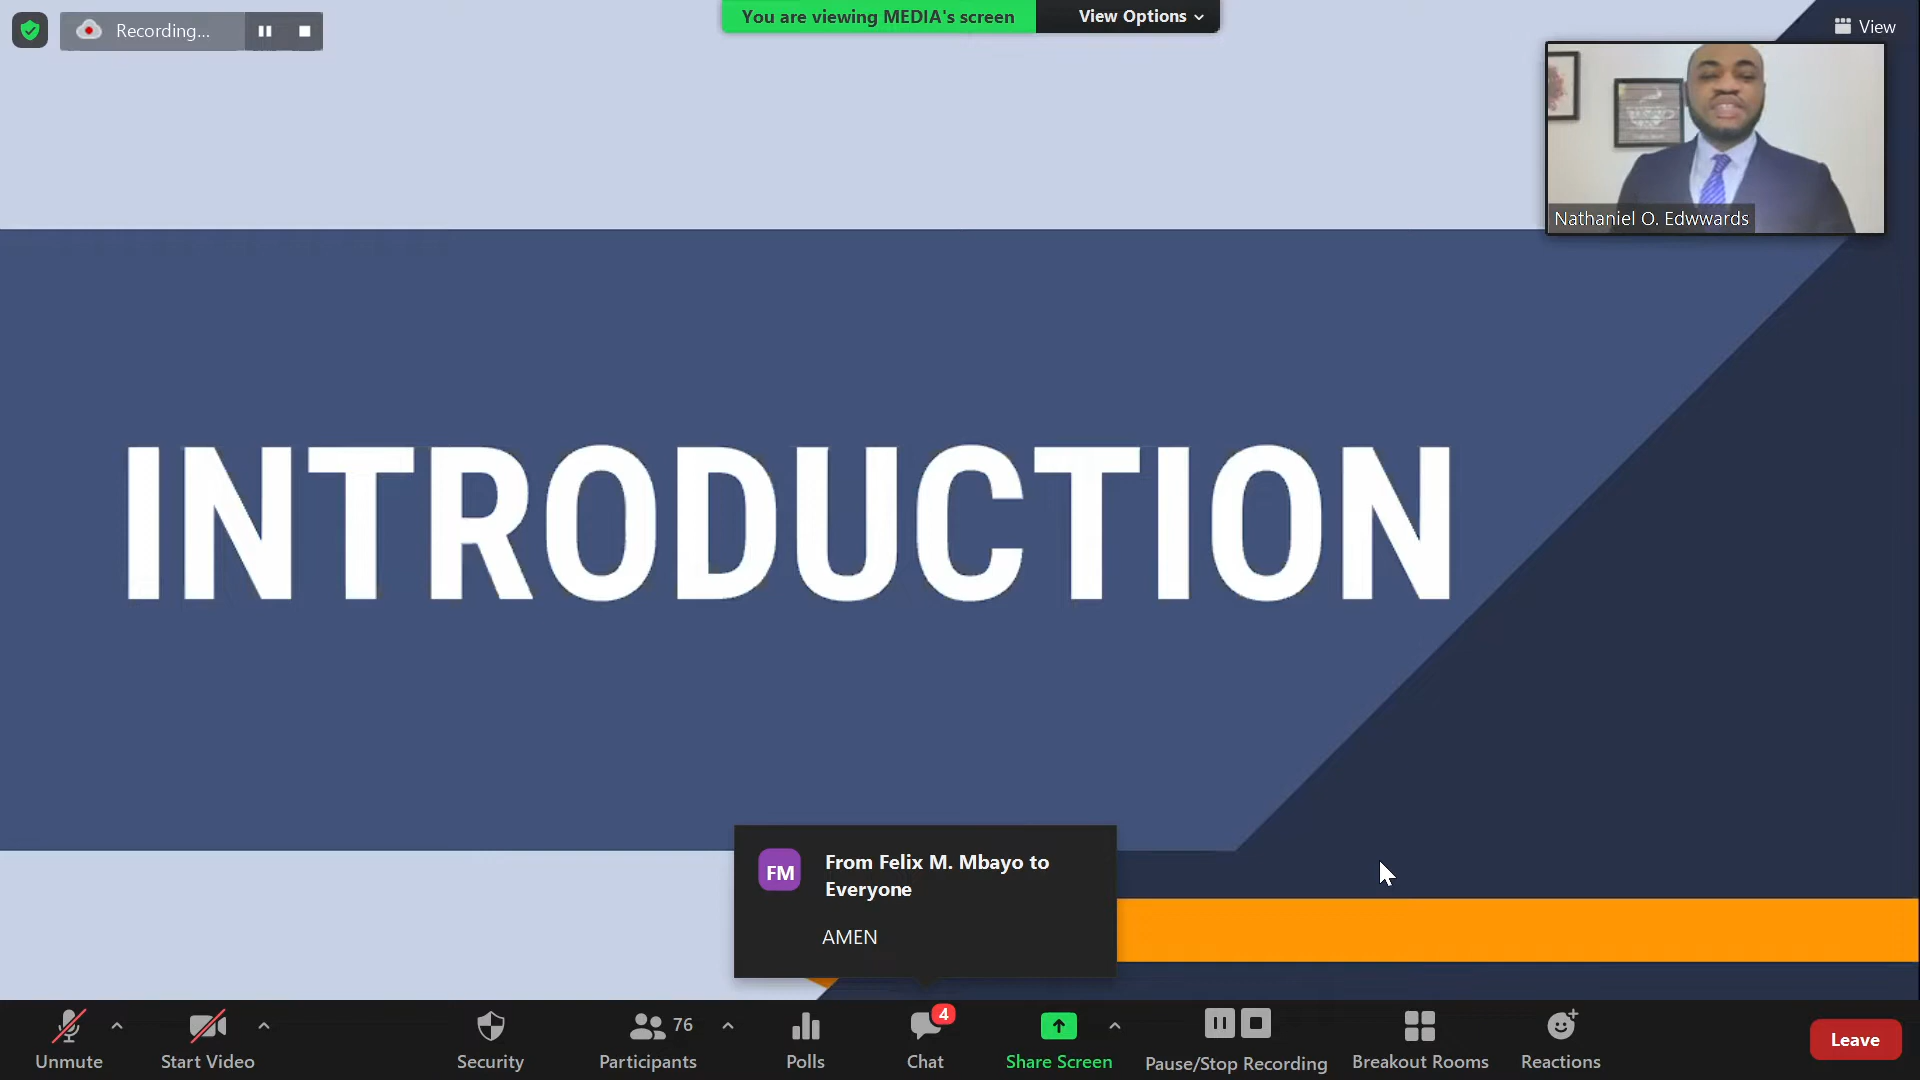 Recording...
You are viewing MEDIA's screen
View Options
View
Nathaniel O. Edwwards
INTRODUCTION
FM
From Felix M. Mbayo to
Everyone
AMEN
Unmute
Start Video
Security
76
Participants
Polls
4
Chat
Share Screen
Pause/Stop Recording
Breakout Rooms
Reactions
Leave